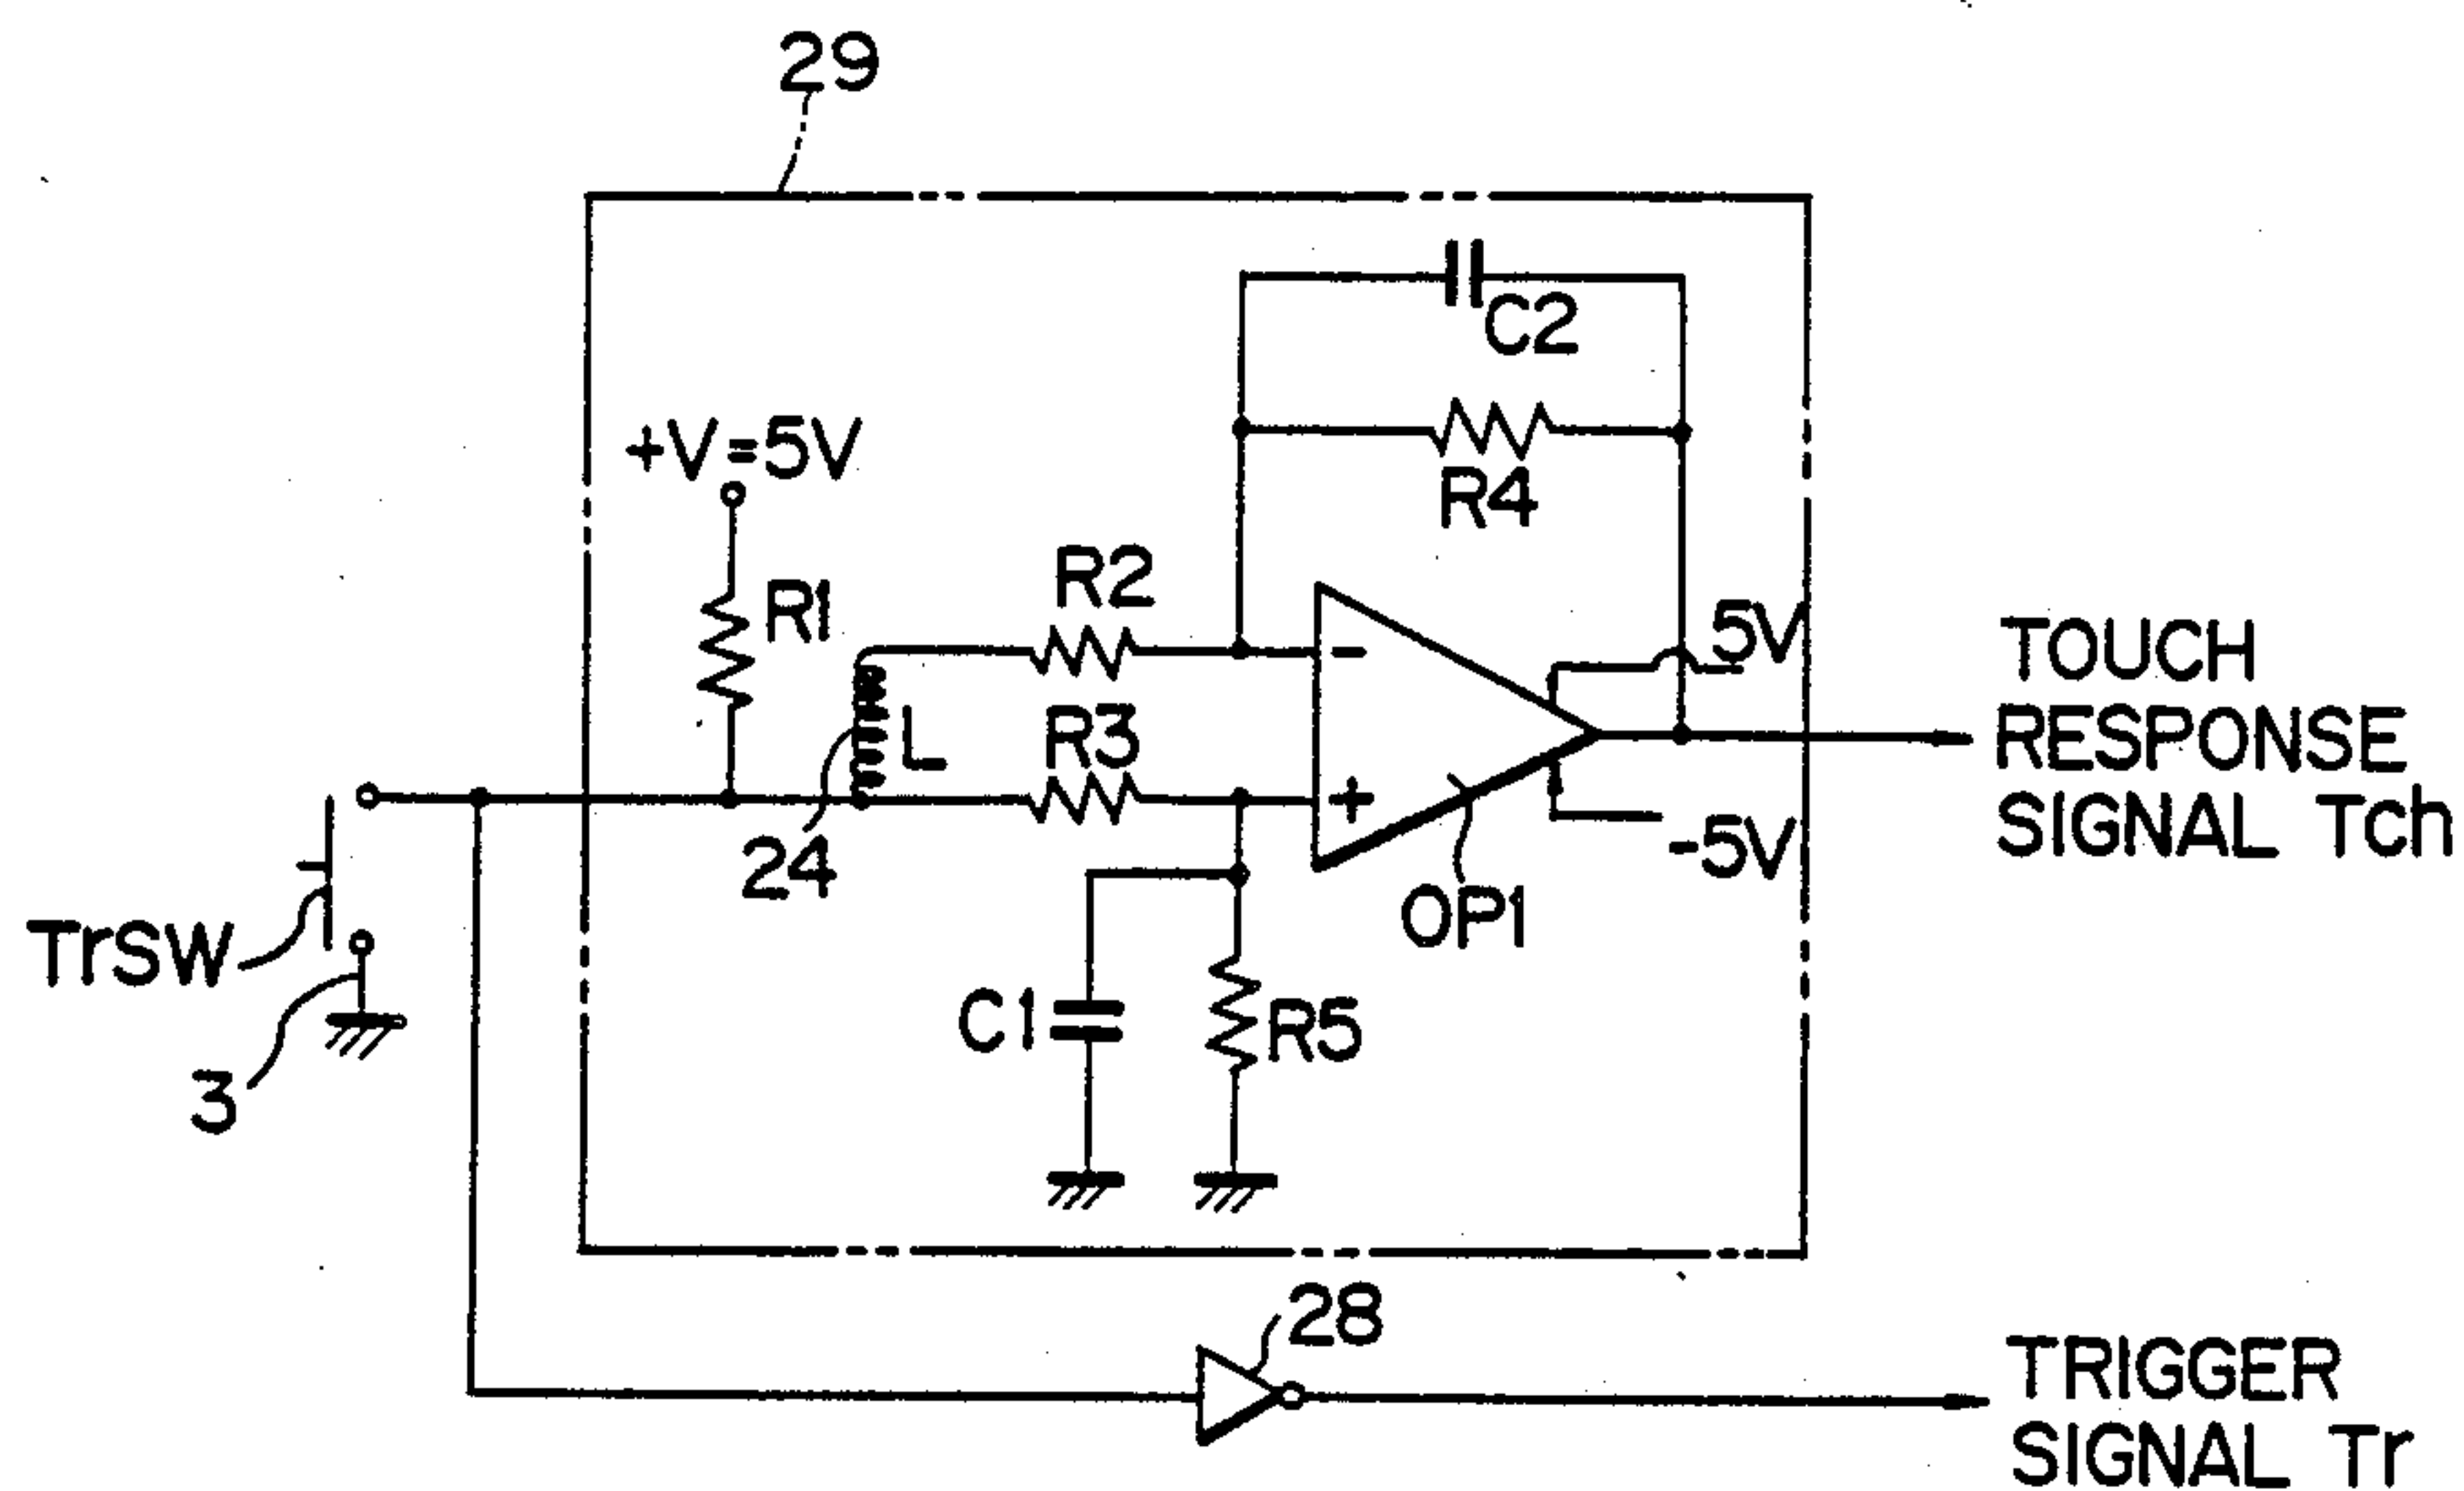 29
C2
+V=5V
R4
R1
R2
5V
TOUCH
RESPONSE
SIGNAL Tch
R3
L
-
+
24
-5V
OP1
TrSW
C1
R5
3
28
TRIGGER
SIGNAL Tr